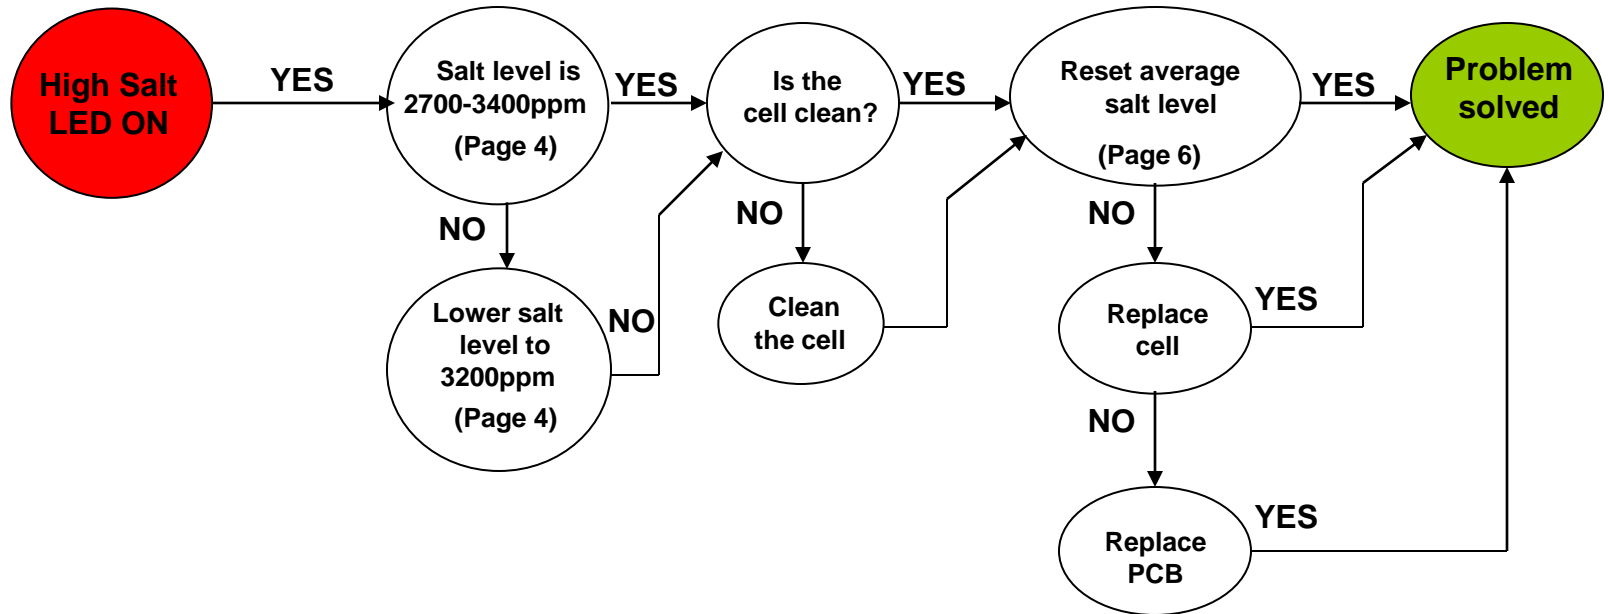 High Salt
LED ON
YES
Salt level is
2700-3400ppm
(Page 4)
YES
Is the
cell clean?
YES
Reset average
salt level
(Page 6)
YES
Problem
solved
NO
Lower salt
level to
3200ppm
(Page 4)
NO
NO
Clean
the cell
NO
Replace
cell
YES
NO
Replace
PCB
YES